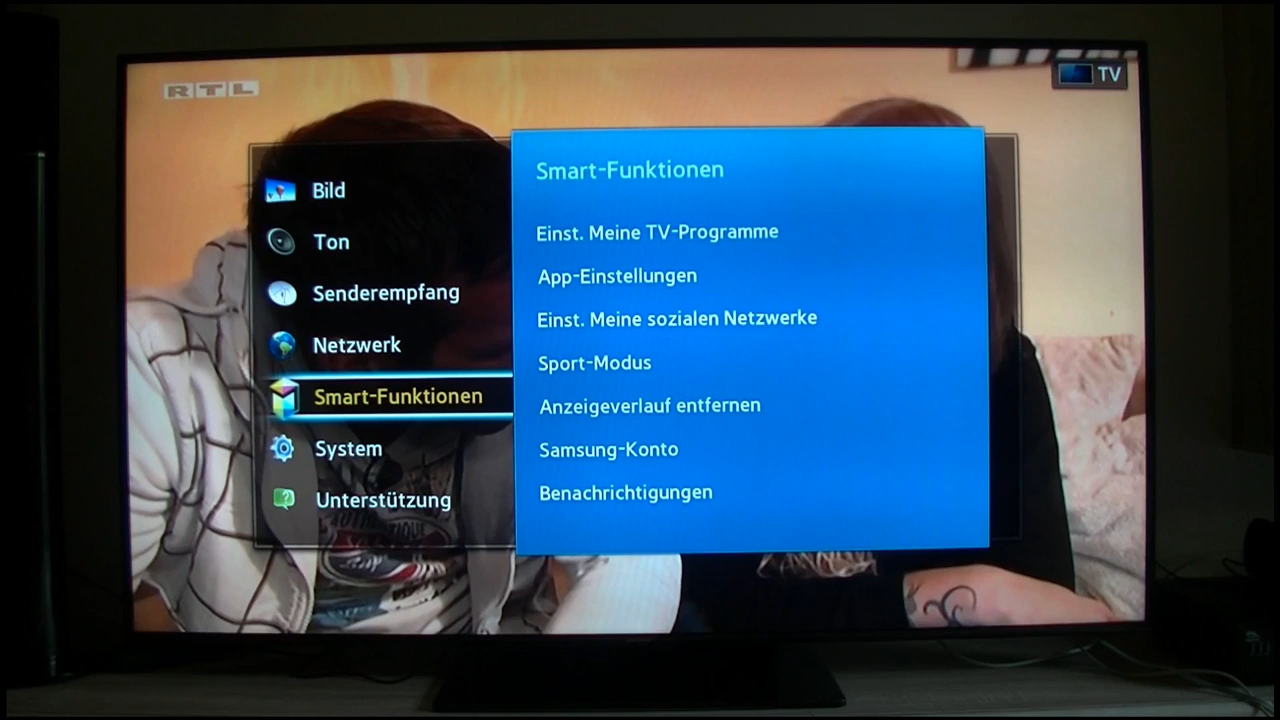 RTL
TV
Bild
Ton
Senderempfang
Netzwerk
Smart-Funktionen
System
Unterstützung
Smart-Funktionen
Einst. Meine TV-Programme
App-Einstellungen
Einst. Meine sozialen Netzwerke
Sport-Modus
Anzeigeverlauf entfernen
Samsung-Konto
Benachrichtigungen
AUTHENTIQUE